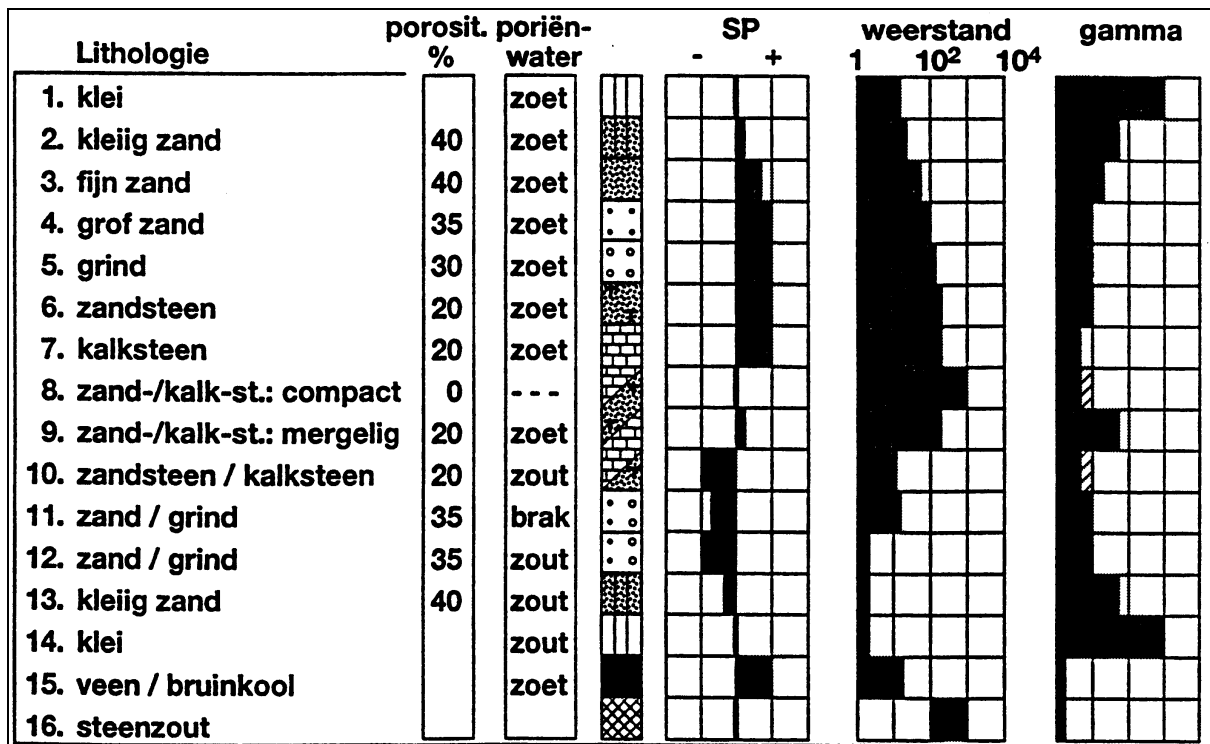 porosit. poriën- SP weerstand gamma
Lithologie % water - + 1 10² 10⁴
1. klei zoet
2. kleiig zand 40 zoet
3. fijn zand 40 zoet
4. grof zand 35 zoet
5. grind 30 zoet
6. zandsteen 20 zoet
7. kalksteen 20 zoet
8. zand-/kalk-st.: compact 0 ---
9. zand-/kalk-st.: mergelig 20 zoet
10. zandsteen / kalksteen 20 zout
11. zand / grind 35 brak
12. zand / grind 35 zout
13. kleiig zand 40 zout
14. klei zout
15. veen / bruinkool zoet
16. steenzout